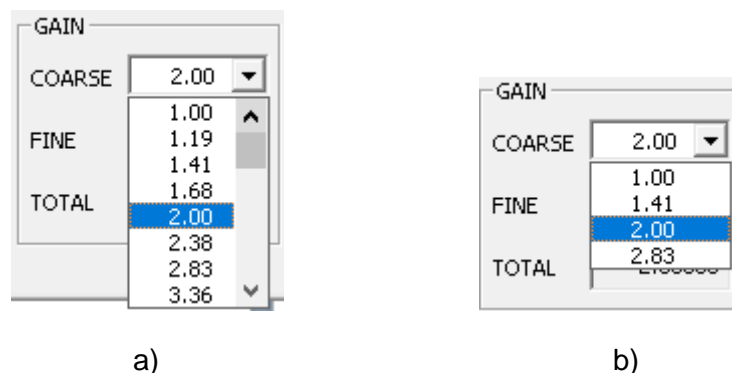 GAIN
COARSE 2.00
1.00
FINE 1.19
1.41
1.68
TOTAL 2.00
2.38
2.83
3.36
a)
GAIN
COARSE 2.00
1.00
FINE 1.41
2.00
2.83
TOTAL
b)